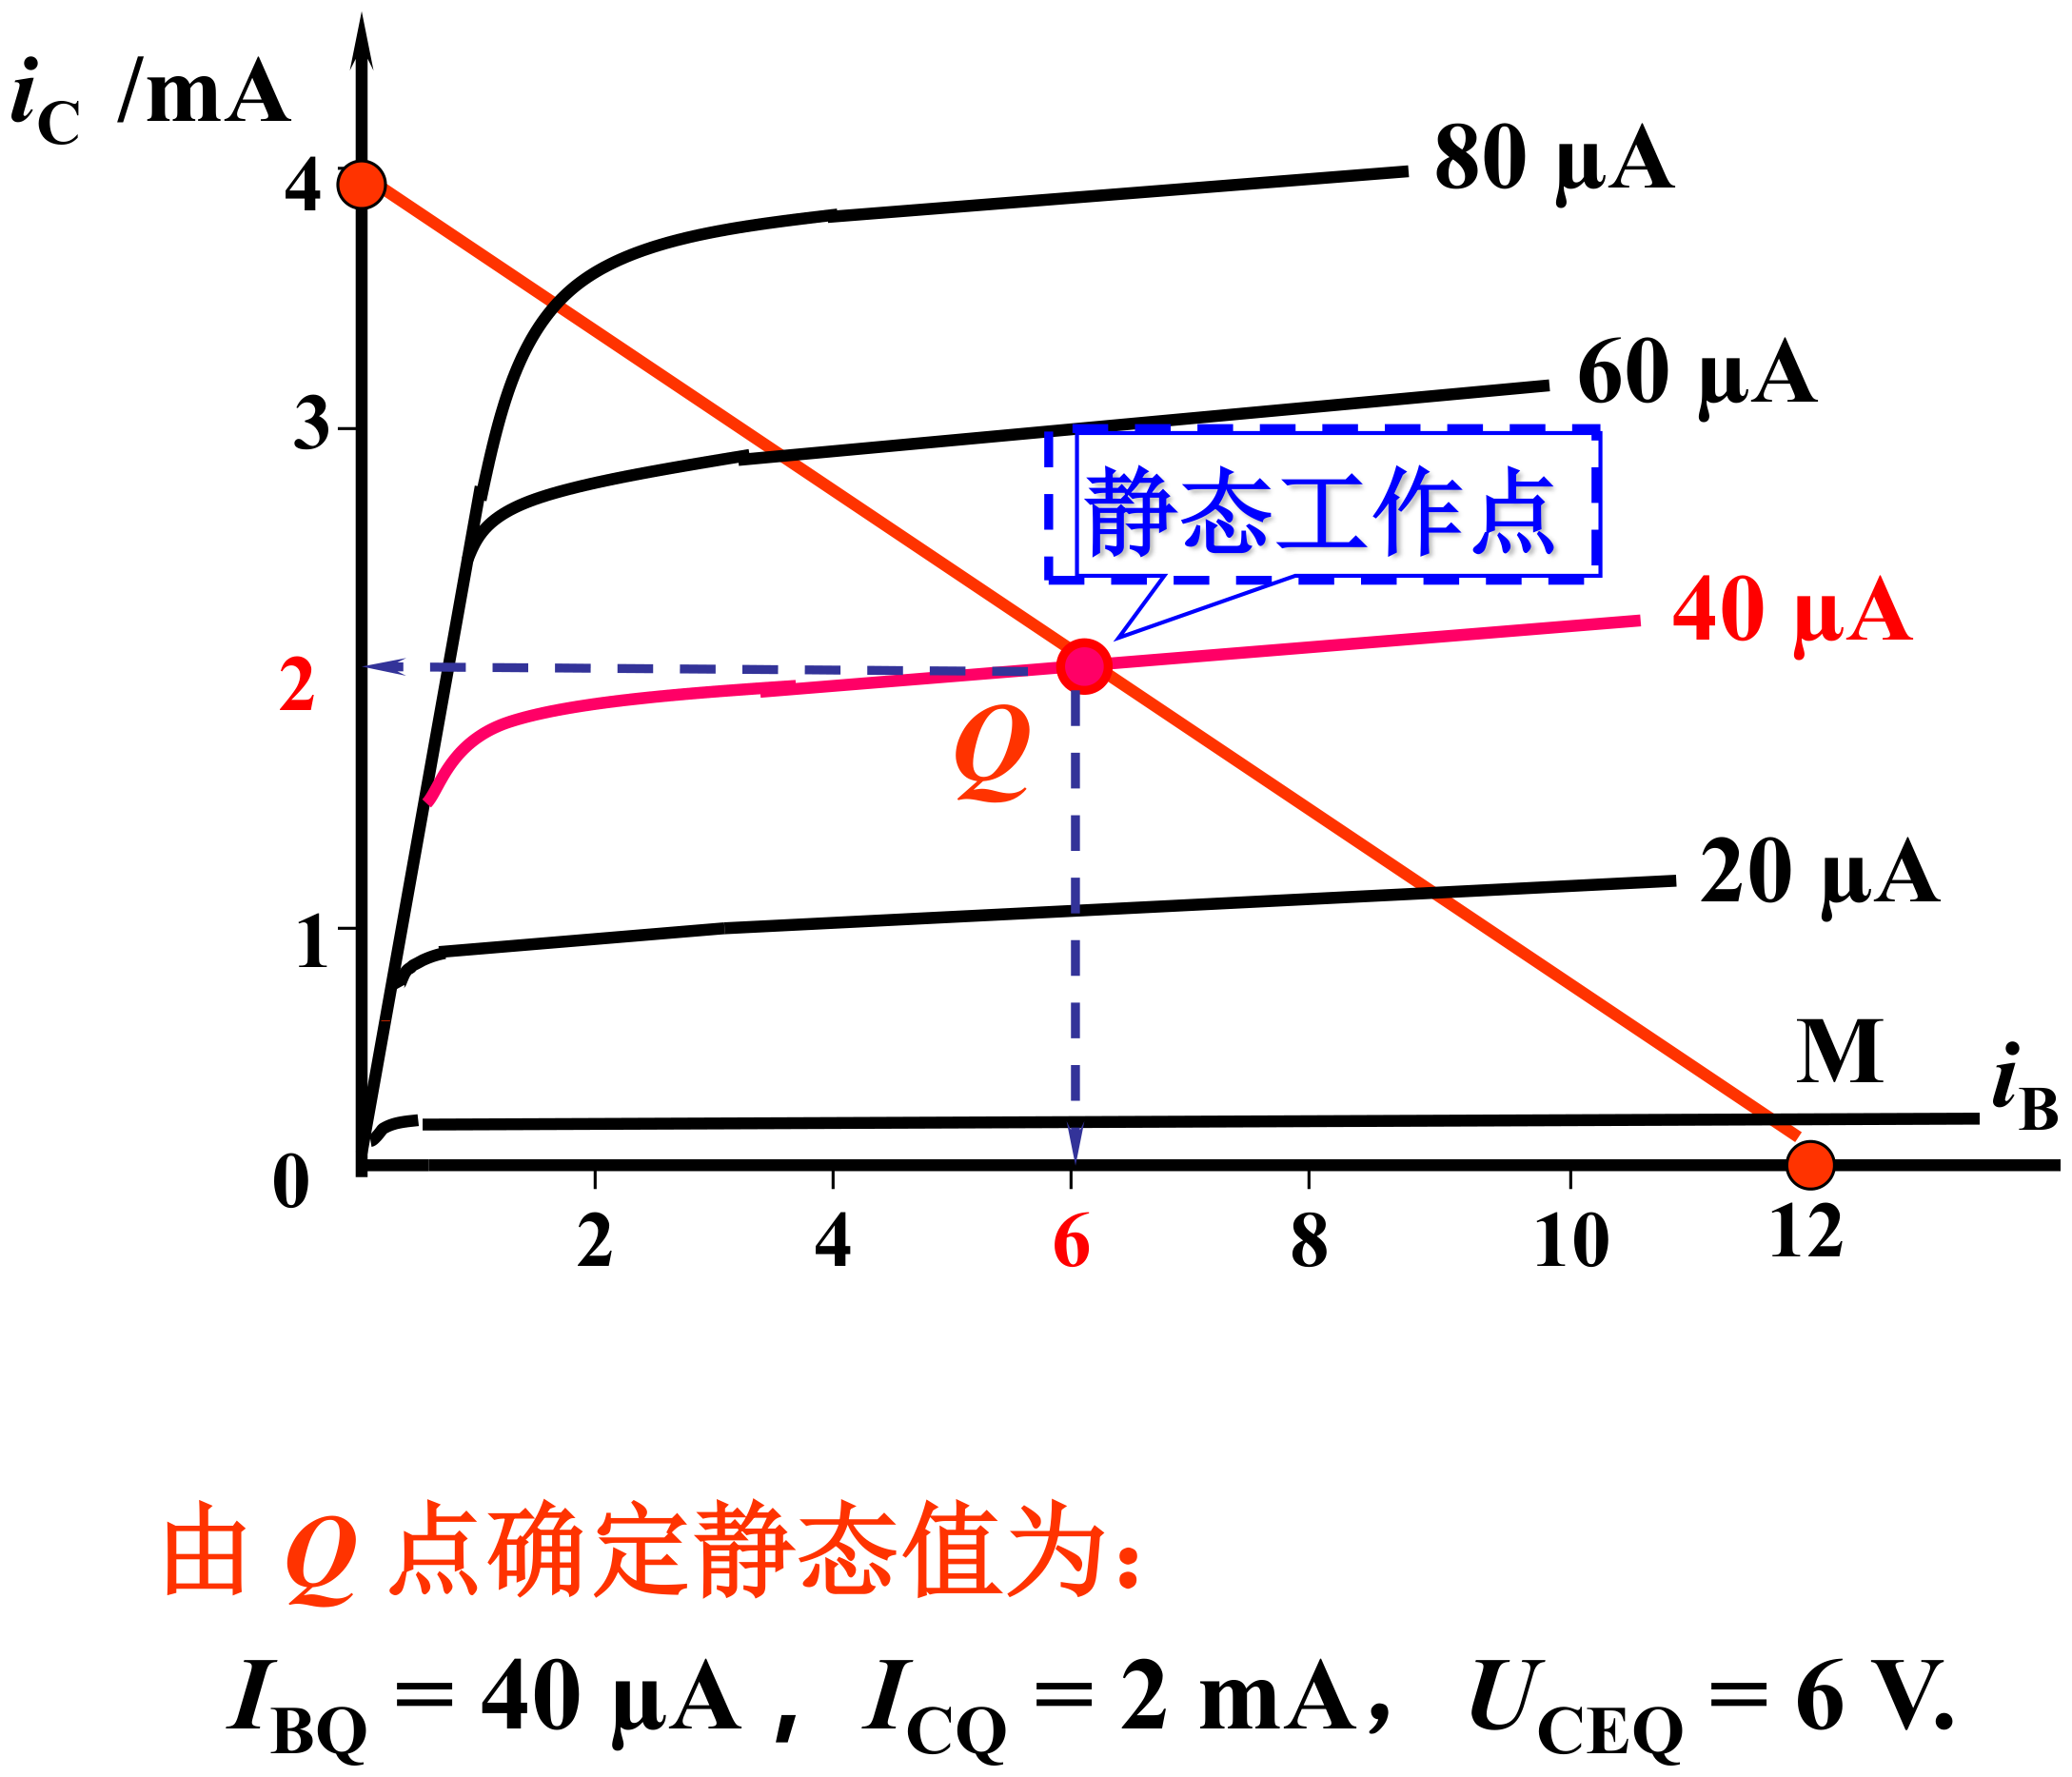 iC /mA
80 μA
4
60 μA
3
静态工作点
40 μA
2
Q
20 μA
1
M
iB
0
2 4 6 8 10 12
由 Q 点确定静态值为:
IBQ = 40 μA , ICQ = 2 mA, UCEQ = 6 V.